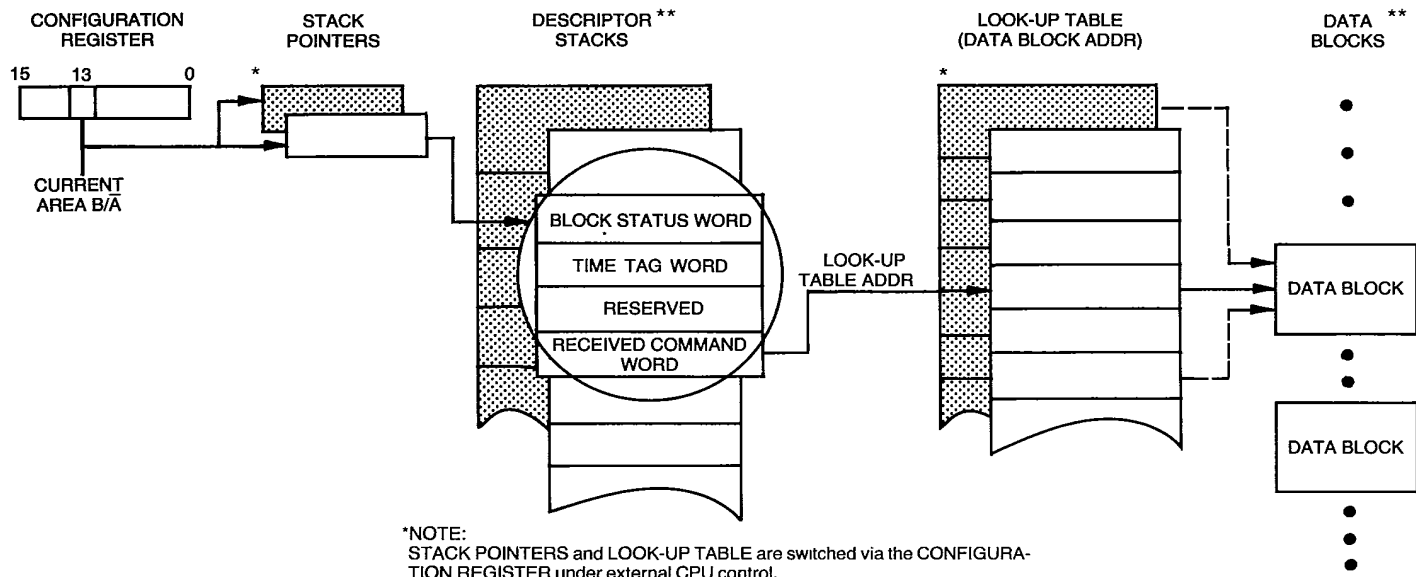 CONFIGURATION
REGISTER
15 13 0
CURRENT
AREA B/A̅
STACK
POINTERS
*
DESCRIPTOR **
STACKS
BLOCK STATUS WORD
TIME TAG WORD
RESERVED
RECEIVED COMMAND
WORD
LOOK-UP
TABLE ADDR
LOOK-UP TABLE
(DATA BLOCK ADDR)
*
DATA **
BLOCKS
DATA BLOCK
DATA BLOCK
*NOTE:
STACK POINTERS and LOOK-UP TABLE are switched via the CONFIGURA-
TION REGISTER under external CPU control.